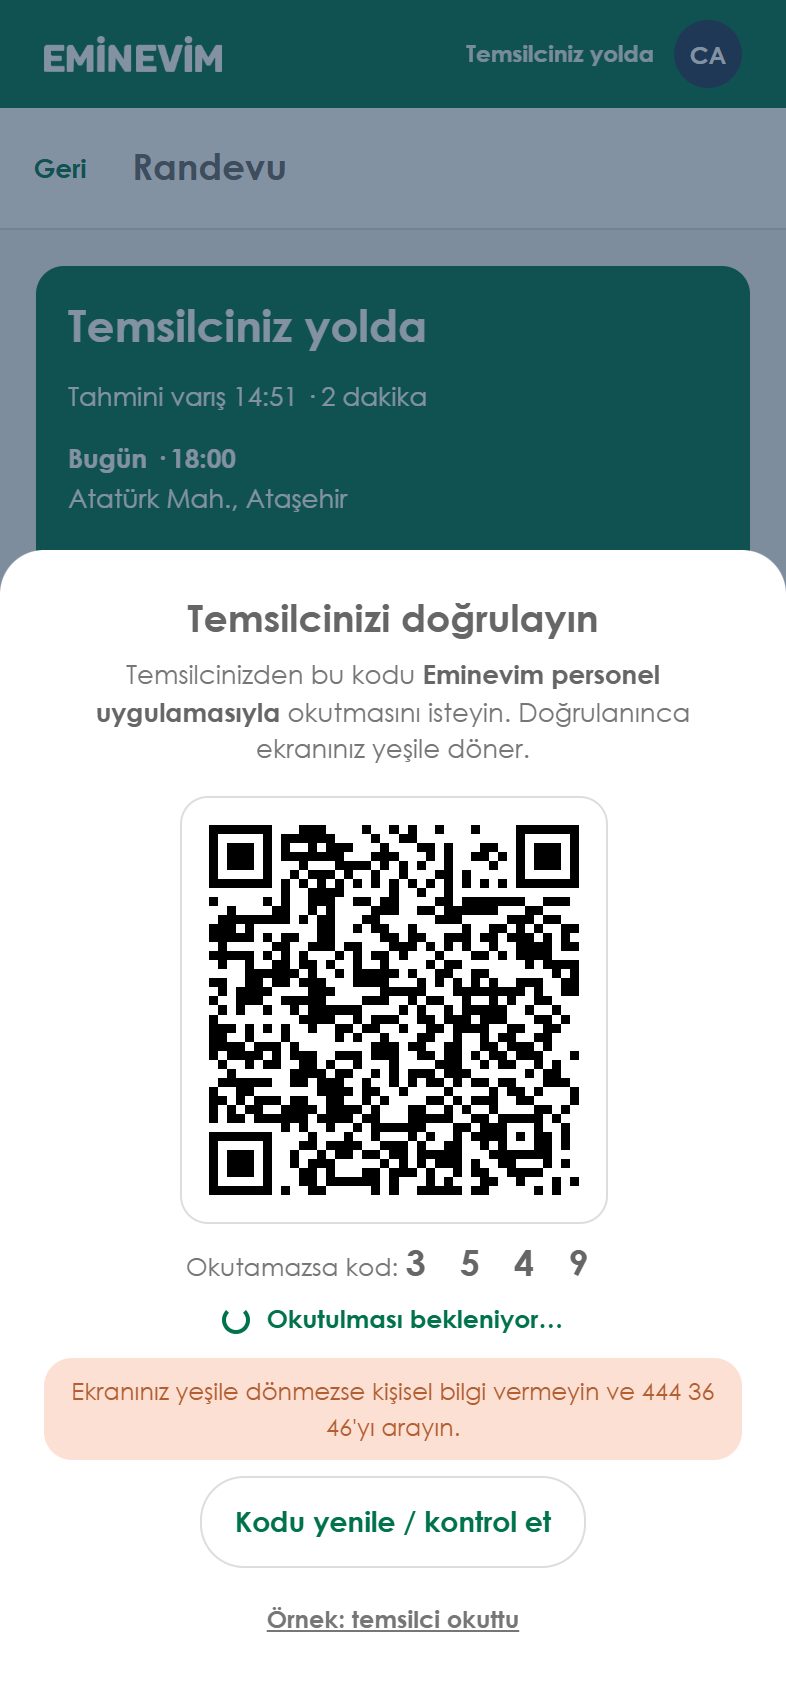 EMiNEViM
Temsilciniz yolda
CA
Geri
Randevu
Temsilciniz yolda
Tahmini varış 14:51 · 2 dakika
Bugün · 18:00
Atatürk Mah., Ataşehir
Temsilcinizi doğrulayın
Temsilcinizden bu kodu Eminevim personel
uygulamasıyla okutmasını isteyin. Doğrulanınca
ekranınız yeşile döner.
Okutamazsa kod: 3 5 4 9
Okutulması bekleniyor...
Ekranınız yeşile dönmezse kişisel bilgi vermeyin ve 444 36
46'yı arayın.
Kodu yenile / kontrol et
Örnek: temsilci okuttu